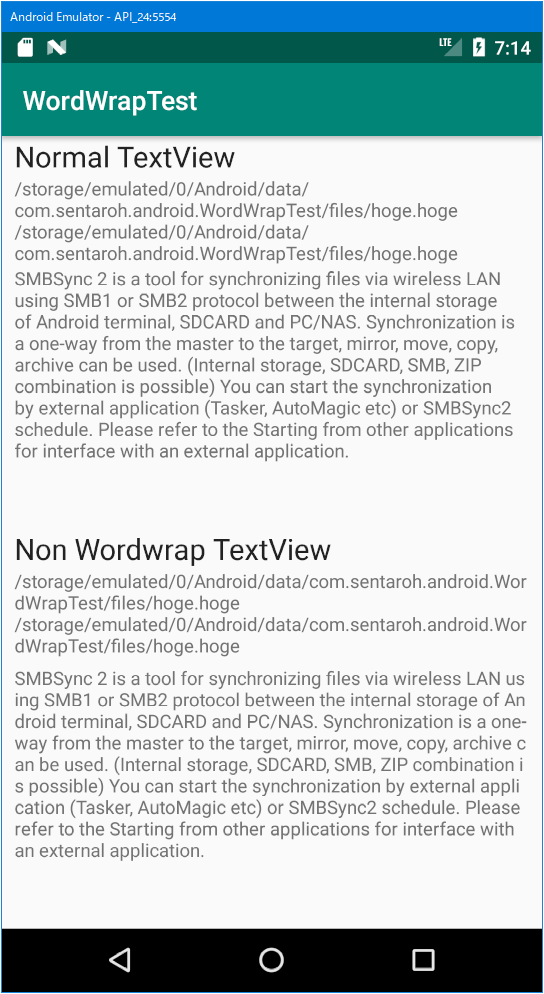 Android Emulator - API_24:5554
LTE 7:14
WordWrapTest
Normal TextView
/storage/emulated/0/Android/data/
com.sentaroh.android.WordWrapTest/files/hoge.hoge
/storage/emulated/0/Android/data/
com.sentaroh.android.WordWrapTest/files/hoge.hoge
SMBSync 2 is a tool for synchronizing files via wireless LAN
using SMB1 or SMB2 protocol between the internal storage
of Android terminal, SDCARD and PC/NAS. Synchronization is
a one-way from the master to the target, mirror, move, copy,
archive can be used. (Internal storage, SDCARD, SMB, ZIP
combination is possible) You can start the synchronization
by external application (Tasker, AutoMagic etc) or SMBSync2
schedule. Please refer to the Starting from other applications
for interface with an external application.
Non Wordwrap TextView
/storage/emulated/0/Android/data/com.sentaroh.android.Wor
dWrapTest/files/hoge.hoge
/storage/emulated/0/Android/data/com.sentaroh.android.Wor
dWrapTest/files/hoge.hoge
SMBSync 2 is a tool for synchronizing files via wireless LAN us
ing SMB1 or SMB2 protocol between the internal storage of An
droid terminal, SDCARD and PC/NAS. Synchronization is a one-
way from the master to the target, mirror, move, copy, archive c
an be used. (Internal storage, SDCARD, SMB, ZIP combination i
s possible) You can start the synchronization by external appli
cation (Tasker, AutoMagic etc) or SMBSync2 schedule. Please
refer to the Starting from other applications for interface with
an external application.